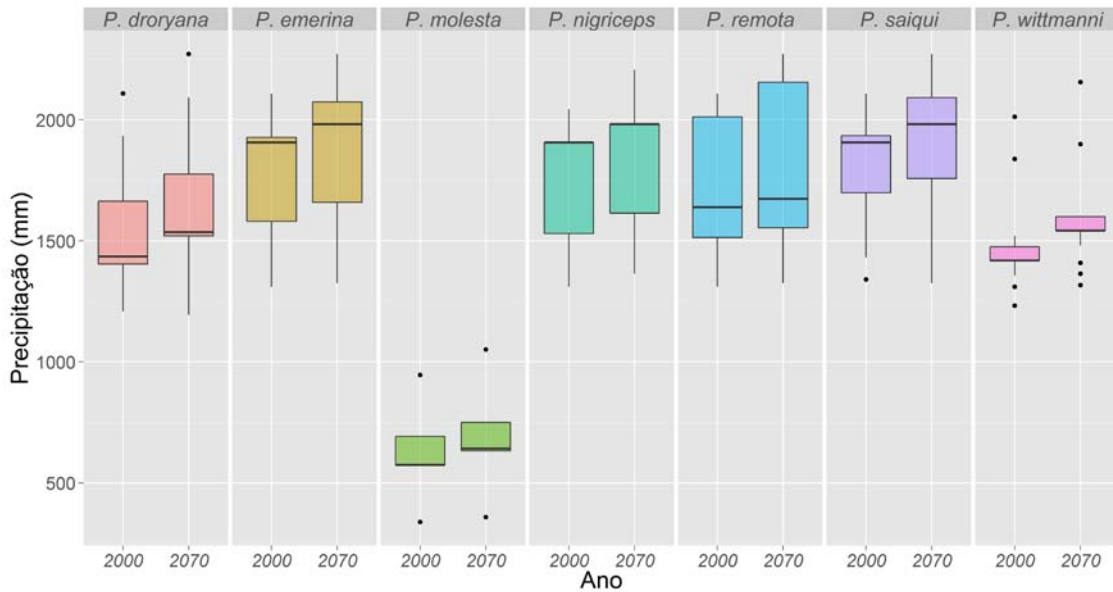 P. droryana P. emerina P. molesta P. nigriceps P. remota P. saiqui P. wittmanni
Precipitação (mm)
2000
1500
1000
500
2000 2070 2000 2070 2000 2070 2000 2070 2000 2070 2000 2070 2000 2070
Ano